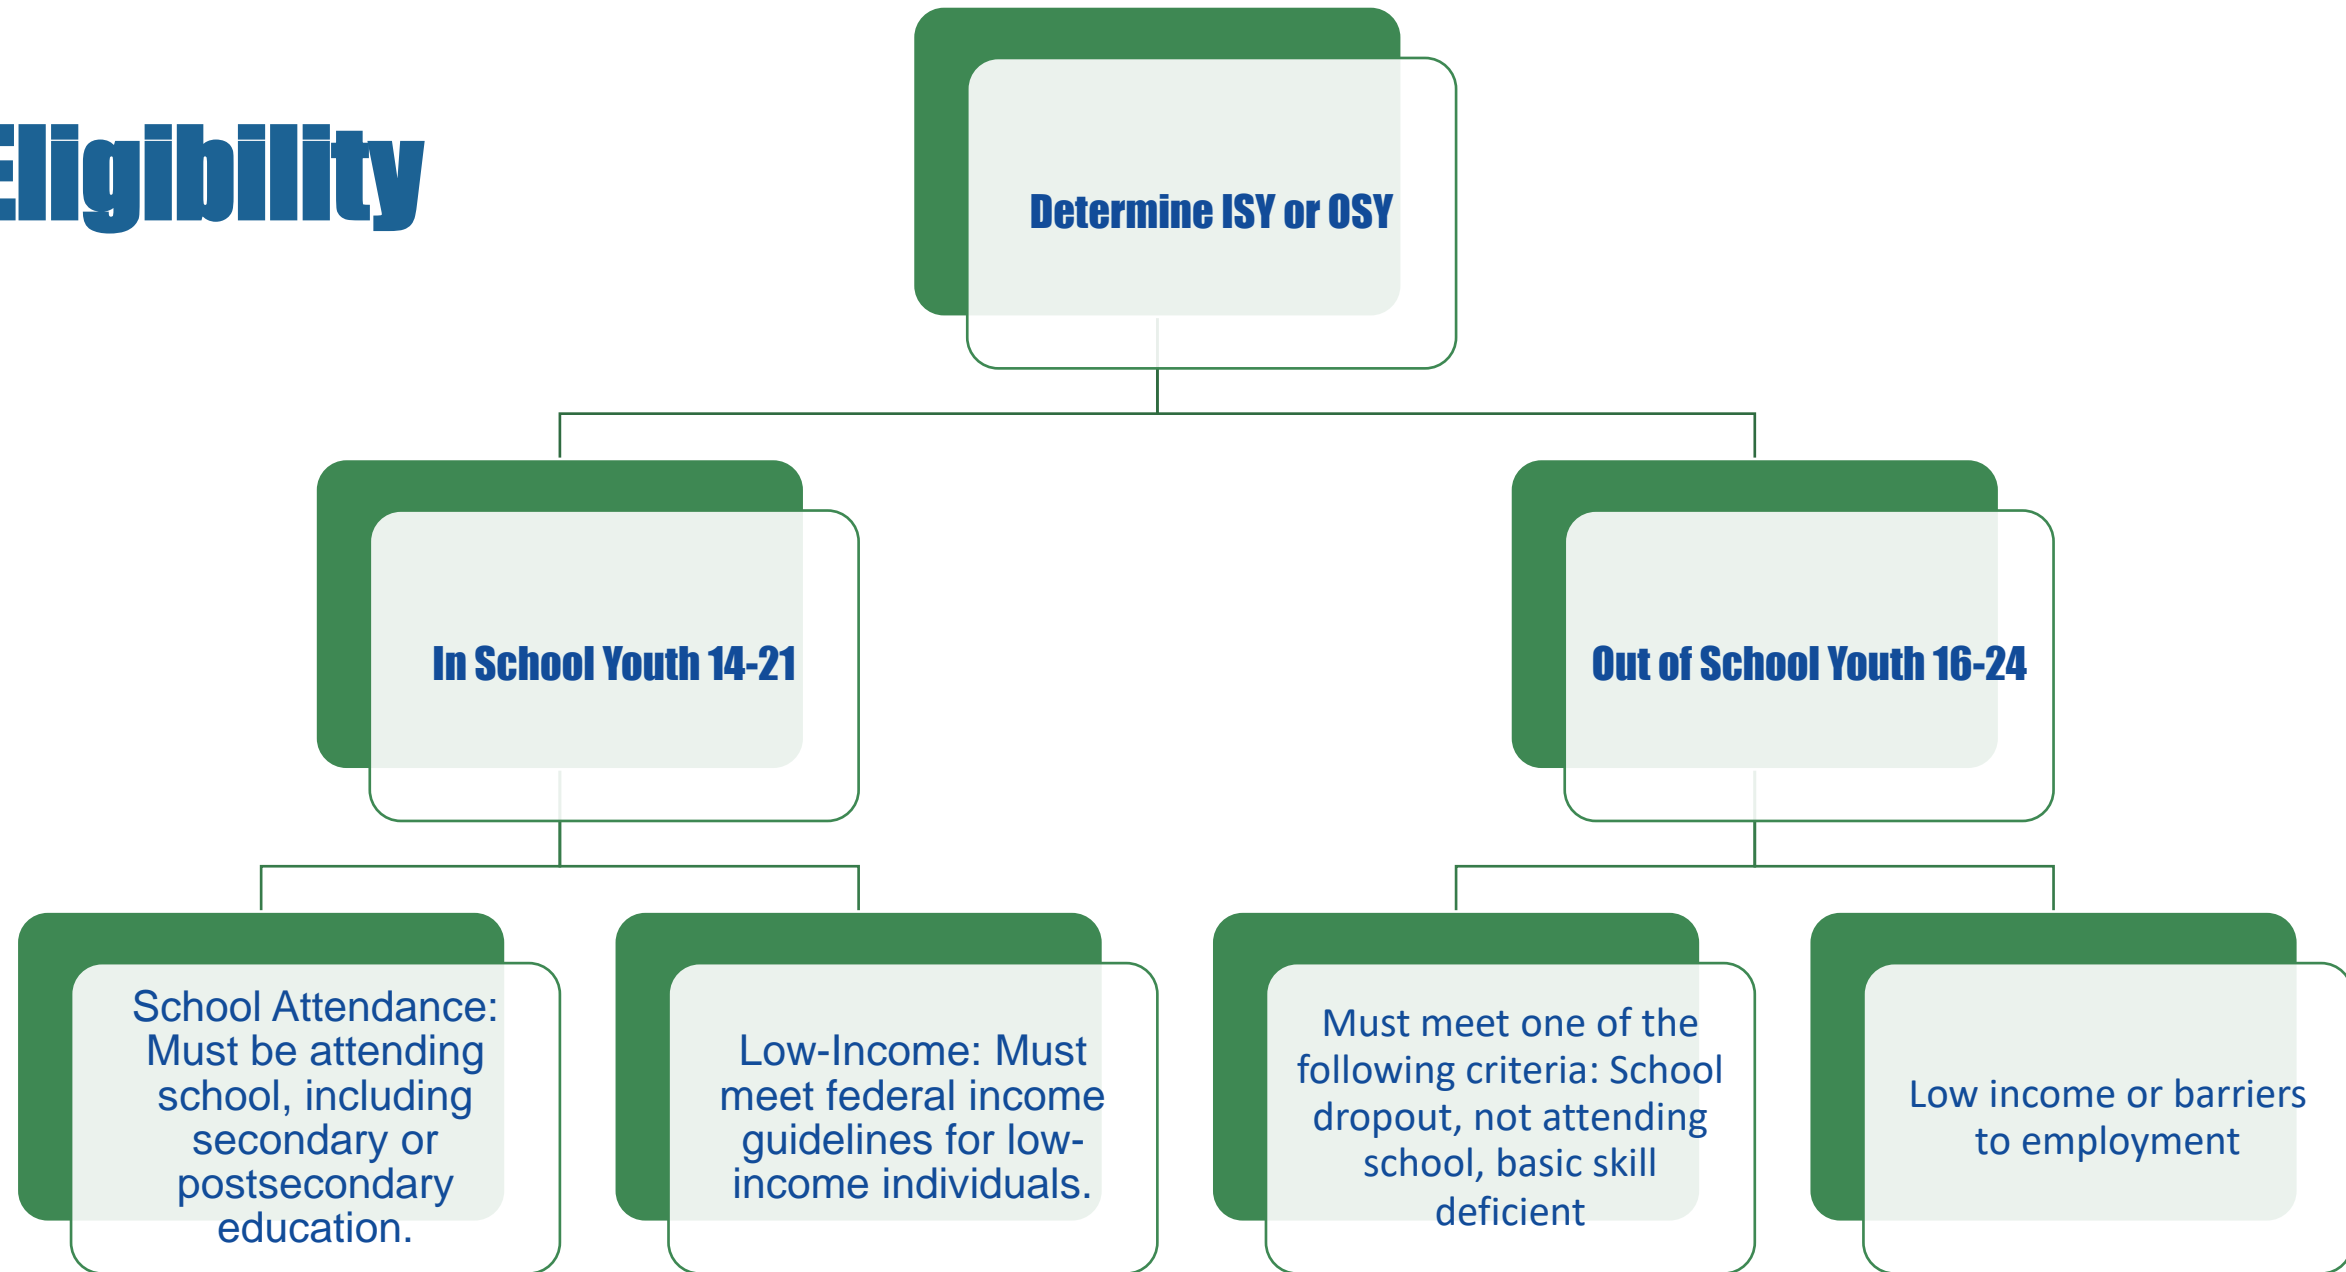 Eligibility
Determine ISY or OSY
In School Youth 14-21
Out of School Youth 16-24
School Attendance:
Must be attending
school, including
secondary or
postsecondary
education.
Low-Income: Must
meet federal income
guidelines for low-
income individuals.
Must meet one of the
following criteria: School
dropout, not attending
school, basic skill
deficient
Low income or barriers
to employment